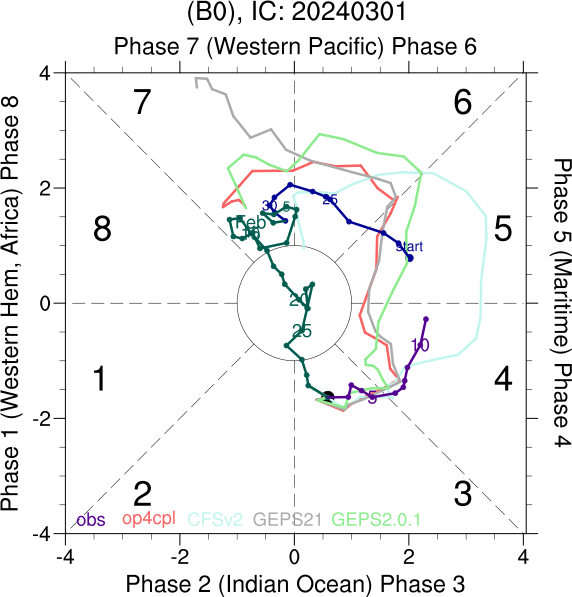 (B0), IC: 20240301
Phase 7 (Western Pacific) Phase 6
4
7
6
Phase 1 (Western Hem, Africa) Phase 8
Phase 5 (Maritime) Phase 4
2
30
5
25
Feb
8
5
start
0
20
25
10
1
4
-2
5
2
3
obs
op4cpl
CFSv2
GEPS21
GEPS2.0.1
-4
-4
-2
0
2
4
Phase 2 (Indian Ocean) Phase 3